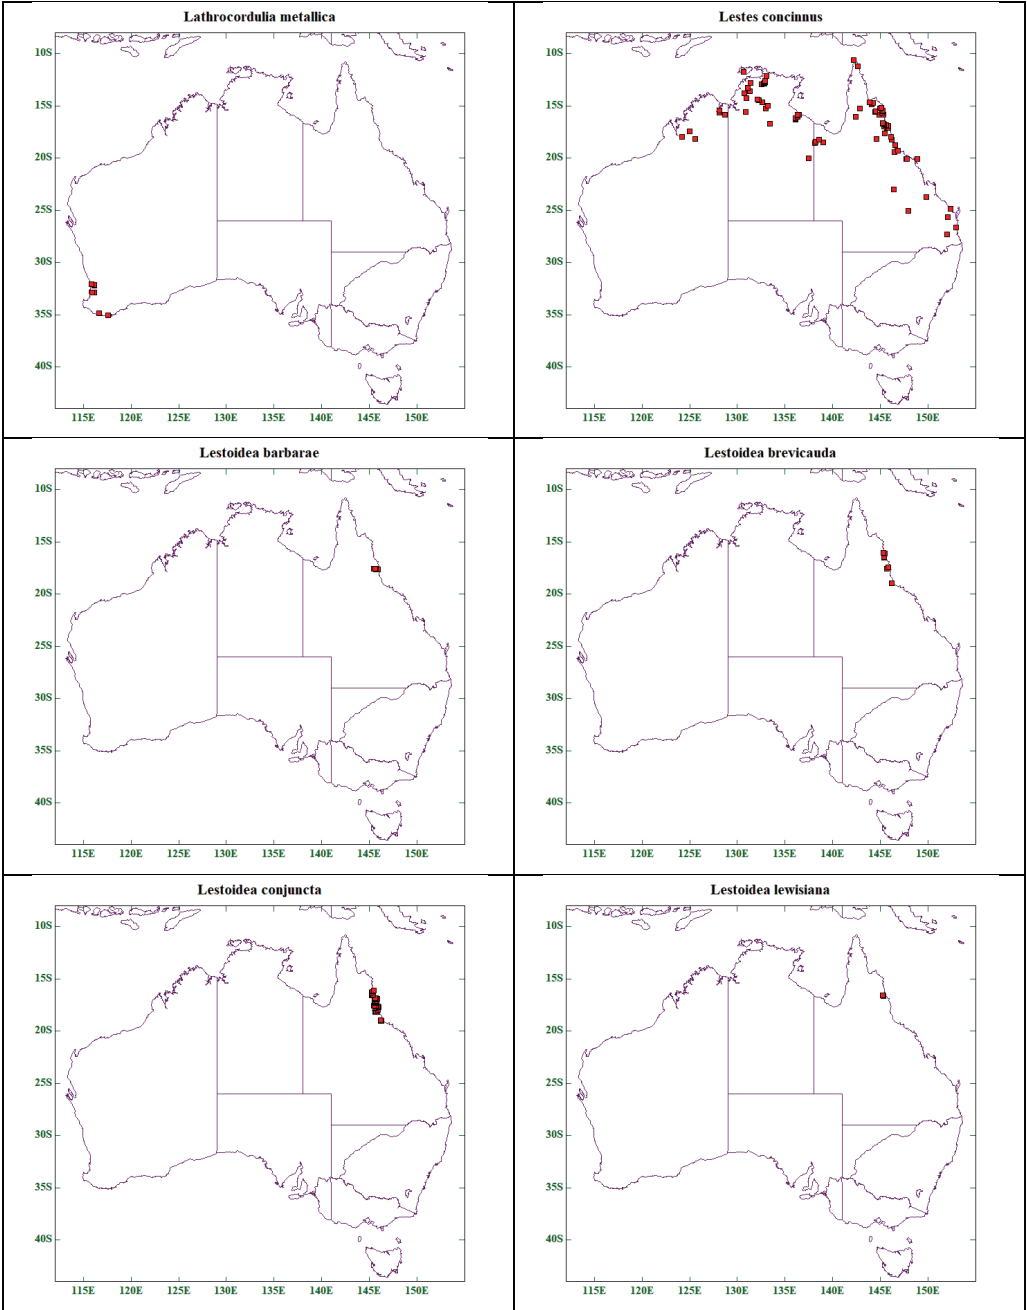 Lathrocordulia metallica
10S
15S
20S
25S
30S
35S
40S
115E 120E 125E 130E 135E 140E 145E 150E
Lestes concinnus
10S
15S
20S
25S
30S
35S
40S
115E 120E 125E 130E 135E 140E 145E 150E
Lestoidea barbarae
10S
15S
20S
25S
30S
35S
40S
115E 120E 125E 130E 135E 140E 145E 150E
Lestoidea brevicauda
10S
15S
20S
25S
30S
35S
40S
115E 120E 125E 130E 135E 140E 145E 150E
Lestoidea conjuncta
10S
15S
20S
25S
30S
35S
40S
115E 120E 125E 130E 135E 140E 145E 150E
Lestoidea lewisiana
10S
15S
20S
25S
30S
35S
40S
115E 120E 125E 130E 135E 140E 145E 150E